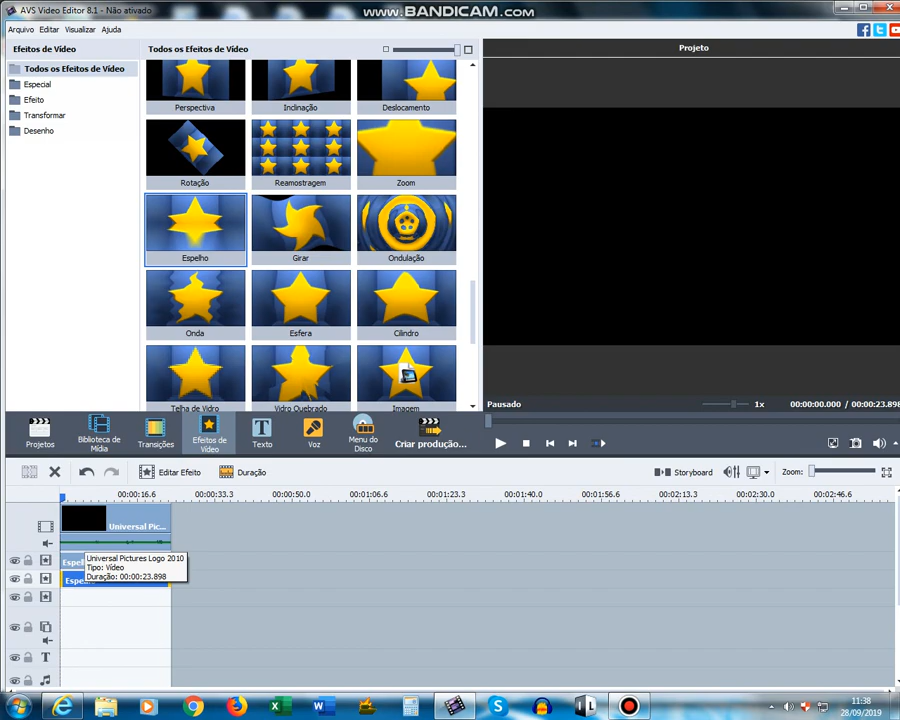 AVS Video Editor 8.1 - Não ativado
www.BANDICAM.com
Arquivo Editar Visualizar Ajuda
Efeitos de Vídeo
Todos os Efeitos de Vídeo
Projeto
Todos os Efeitos de Vídeo
Especial
Efeito
Transformar
Desenho
Perspectiva Inclinação Deslocamento
Rotação Reamostragem Zoom
Espelho Girar Ondulação
Onda Esfera Cilindro
Telha de Vidro Vidro Quebrado Imagem
Pausado 1x 00:00:00.000 / 00:00:23.898
Projetos
Biblioteca de Mídia
Transições
Efeitos de Vídeo
Texto
Voz
Menu do Disco
Criar produção...
Editar Efeito Duração Storyboard Zoom:
00:00:16.6 00:00:33.3 00:00:50.0 00:01:06.6 00:01:23.3 00:01:40.0 00:01:56.6 00:02:13.3 00:02:30.0 00:02:46.6
Universal Pic...
Universal Pictures Logo 2010
Tipo: Vídeo
Duração: 00:00:23.898
T
11:38
28/09/2019